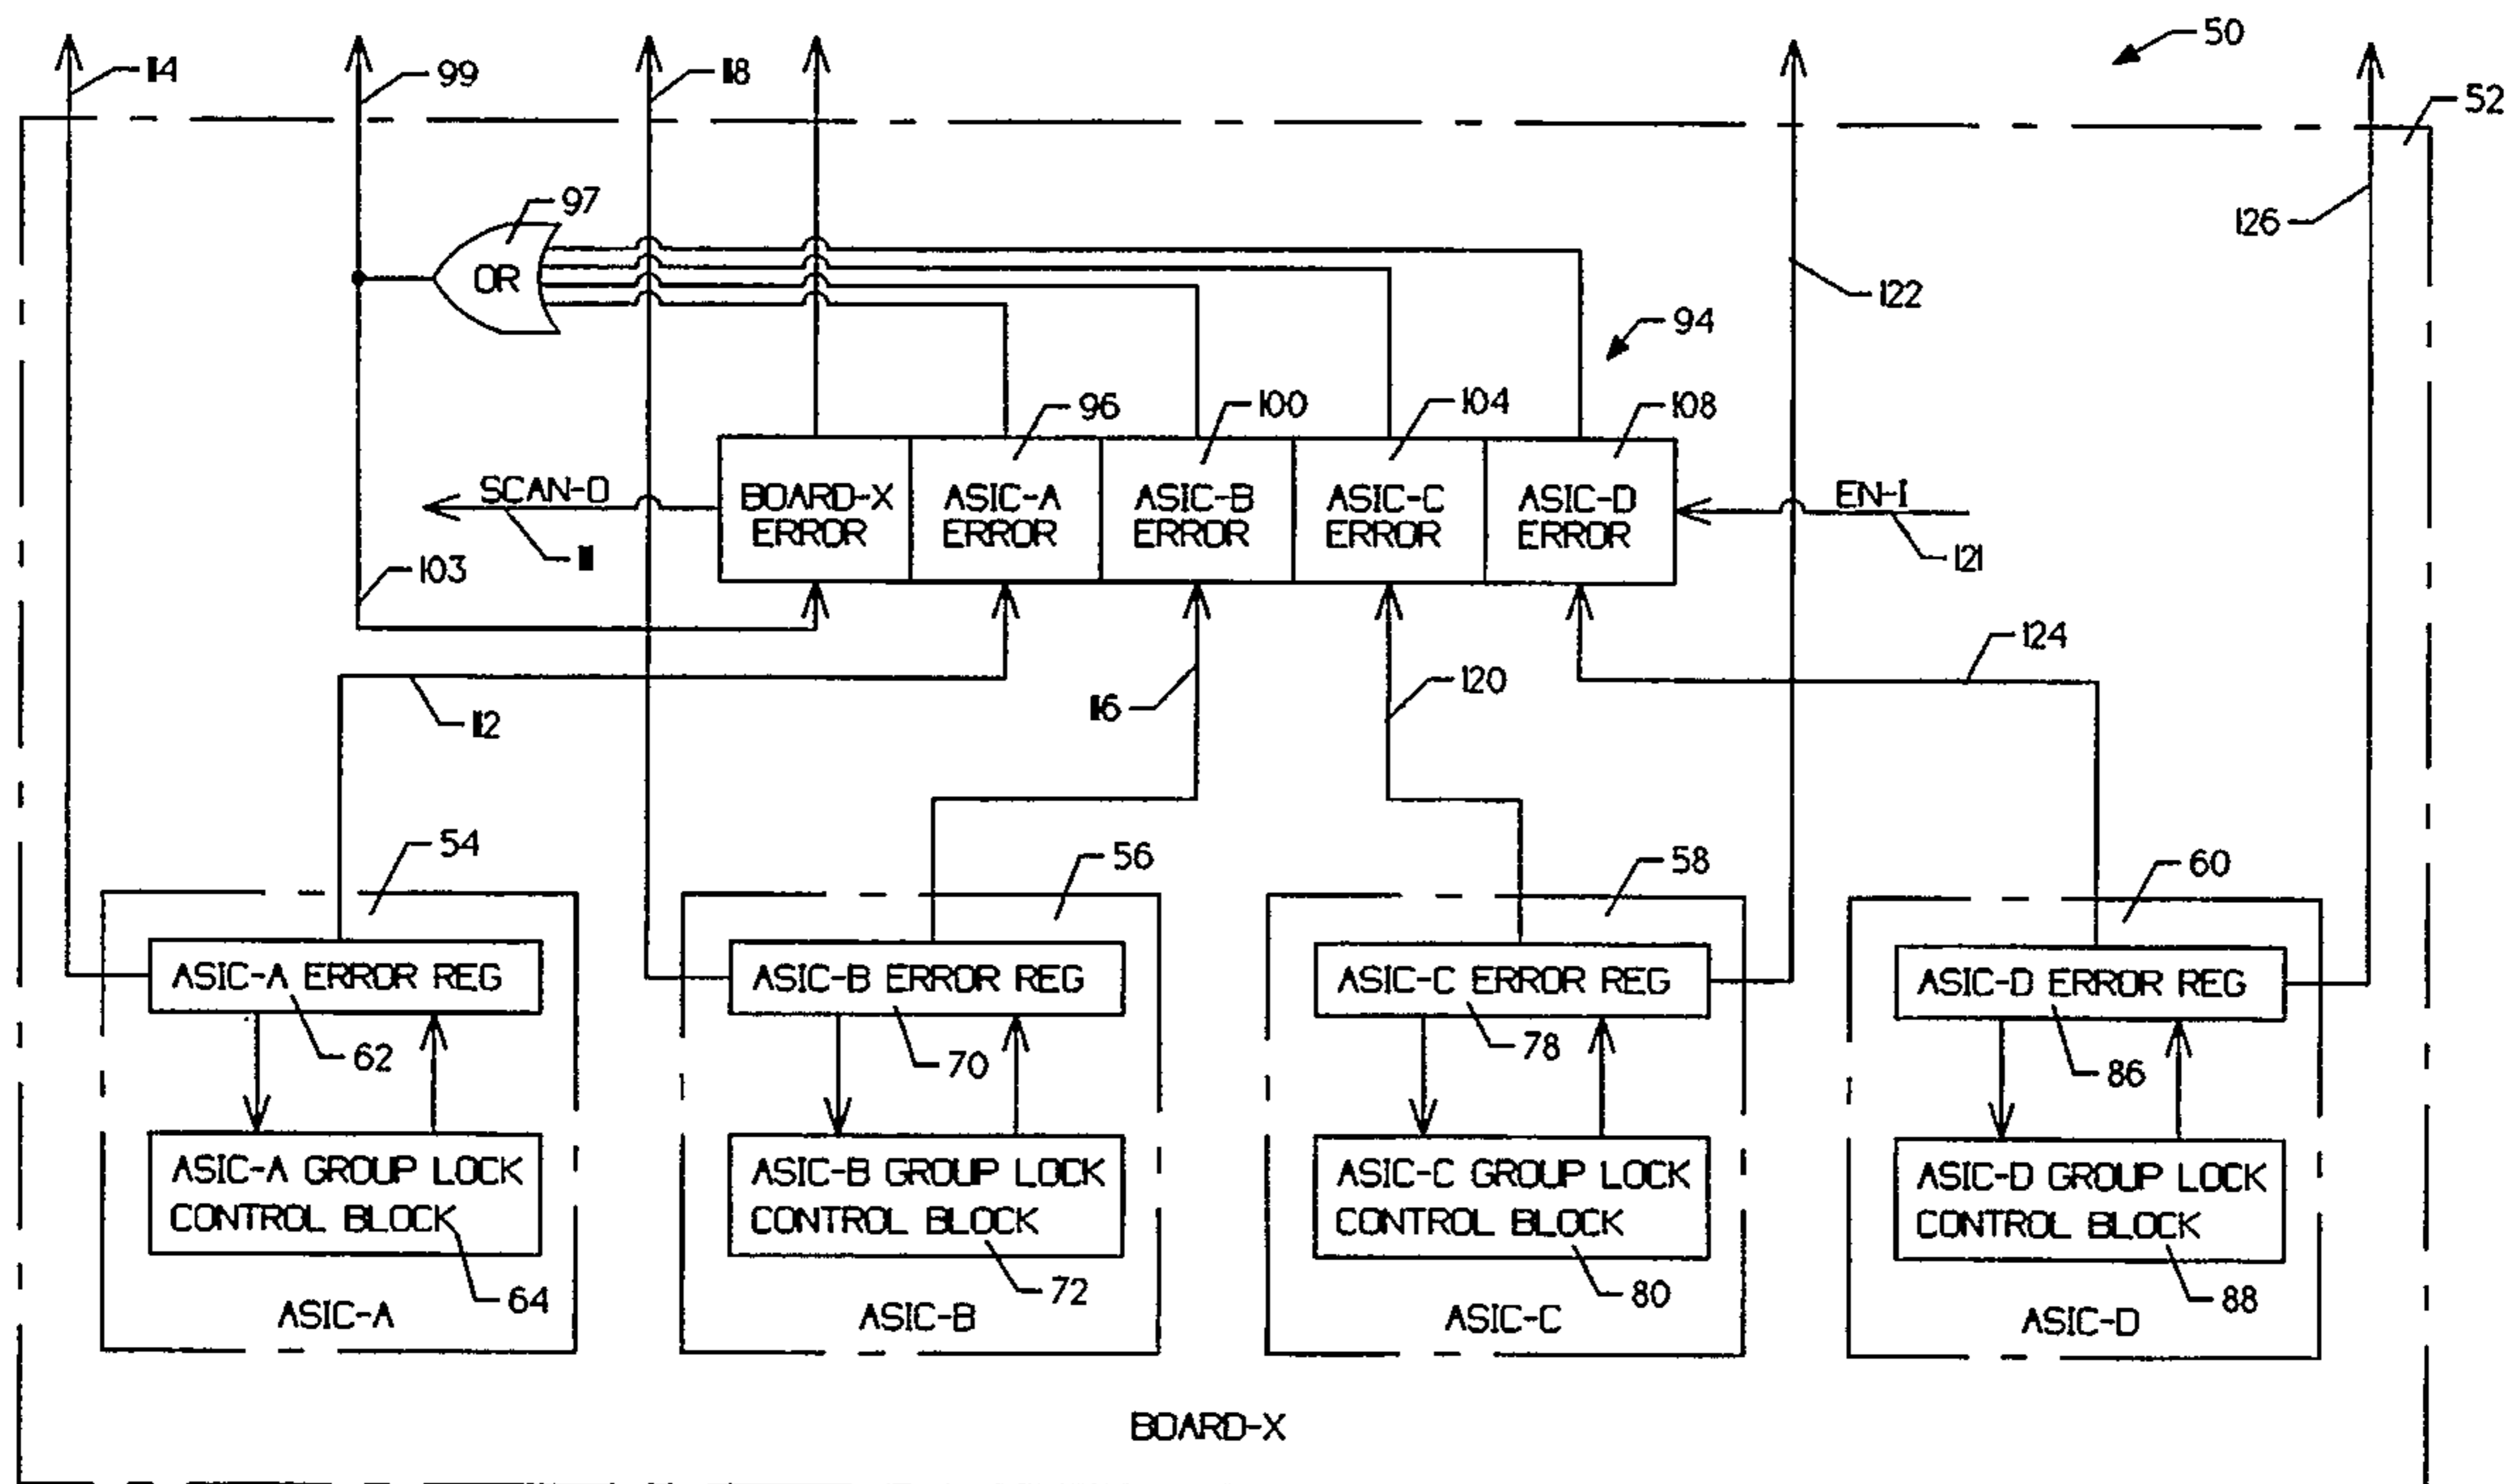 50
114
99
118
52
97
126
OR
122
94
96
100
104
108
SCAN-O
BOARD-X
ERROR
ASIC-A
ERROR
ASIC-B
ERROR
ASIC-C
ERROR
ASIC-D
ERROR
EN-1
111
121
103
124
112
116
120
54
56
58
60
ASIC-A ERROR REG
ASIC-B ERROR REG
ASIC-C ERROR REG
ASIC-D ERROR REG
62
70
78
86
ASIC-A GROUP LOCK
CONTROL BLOCK
ASIC-B GROUP LOCK
CONTROL BLOCK
ASIC-C GROUP LOCK
CONTROL BLOCK
ASIC-D GROUP LOCK
CONTROL BLOCK
64
72
80
88
ASIC-A
ASIC-B
ASIC-C
ASIC-D
BOARD-X